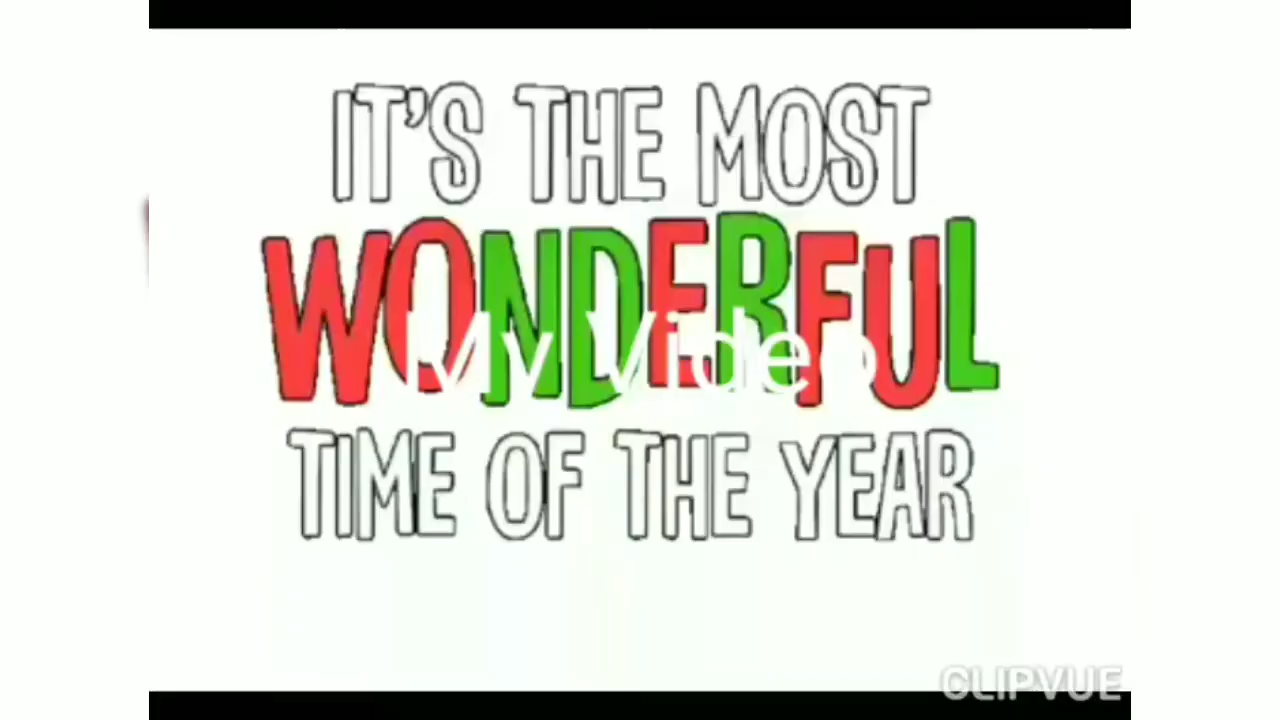 IT'S THE MOST
WONDERFUL
My Video
TIME OF THE YEAR
CLIPVUE